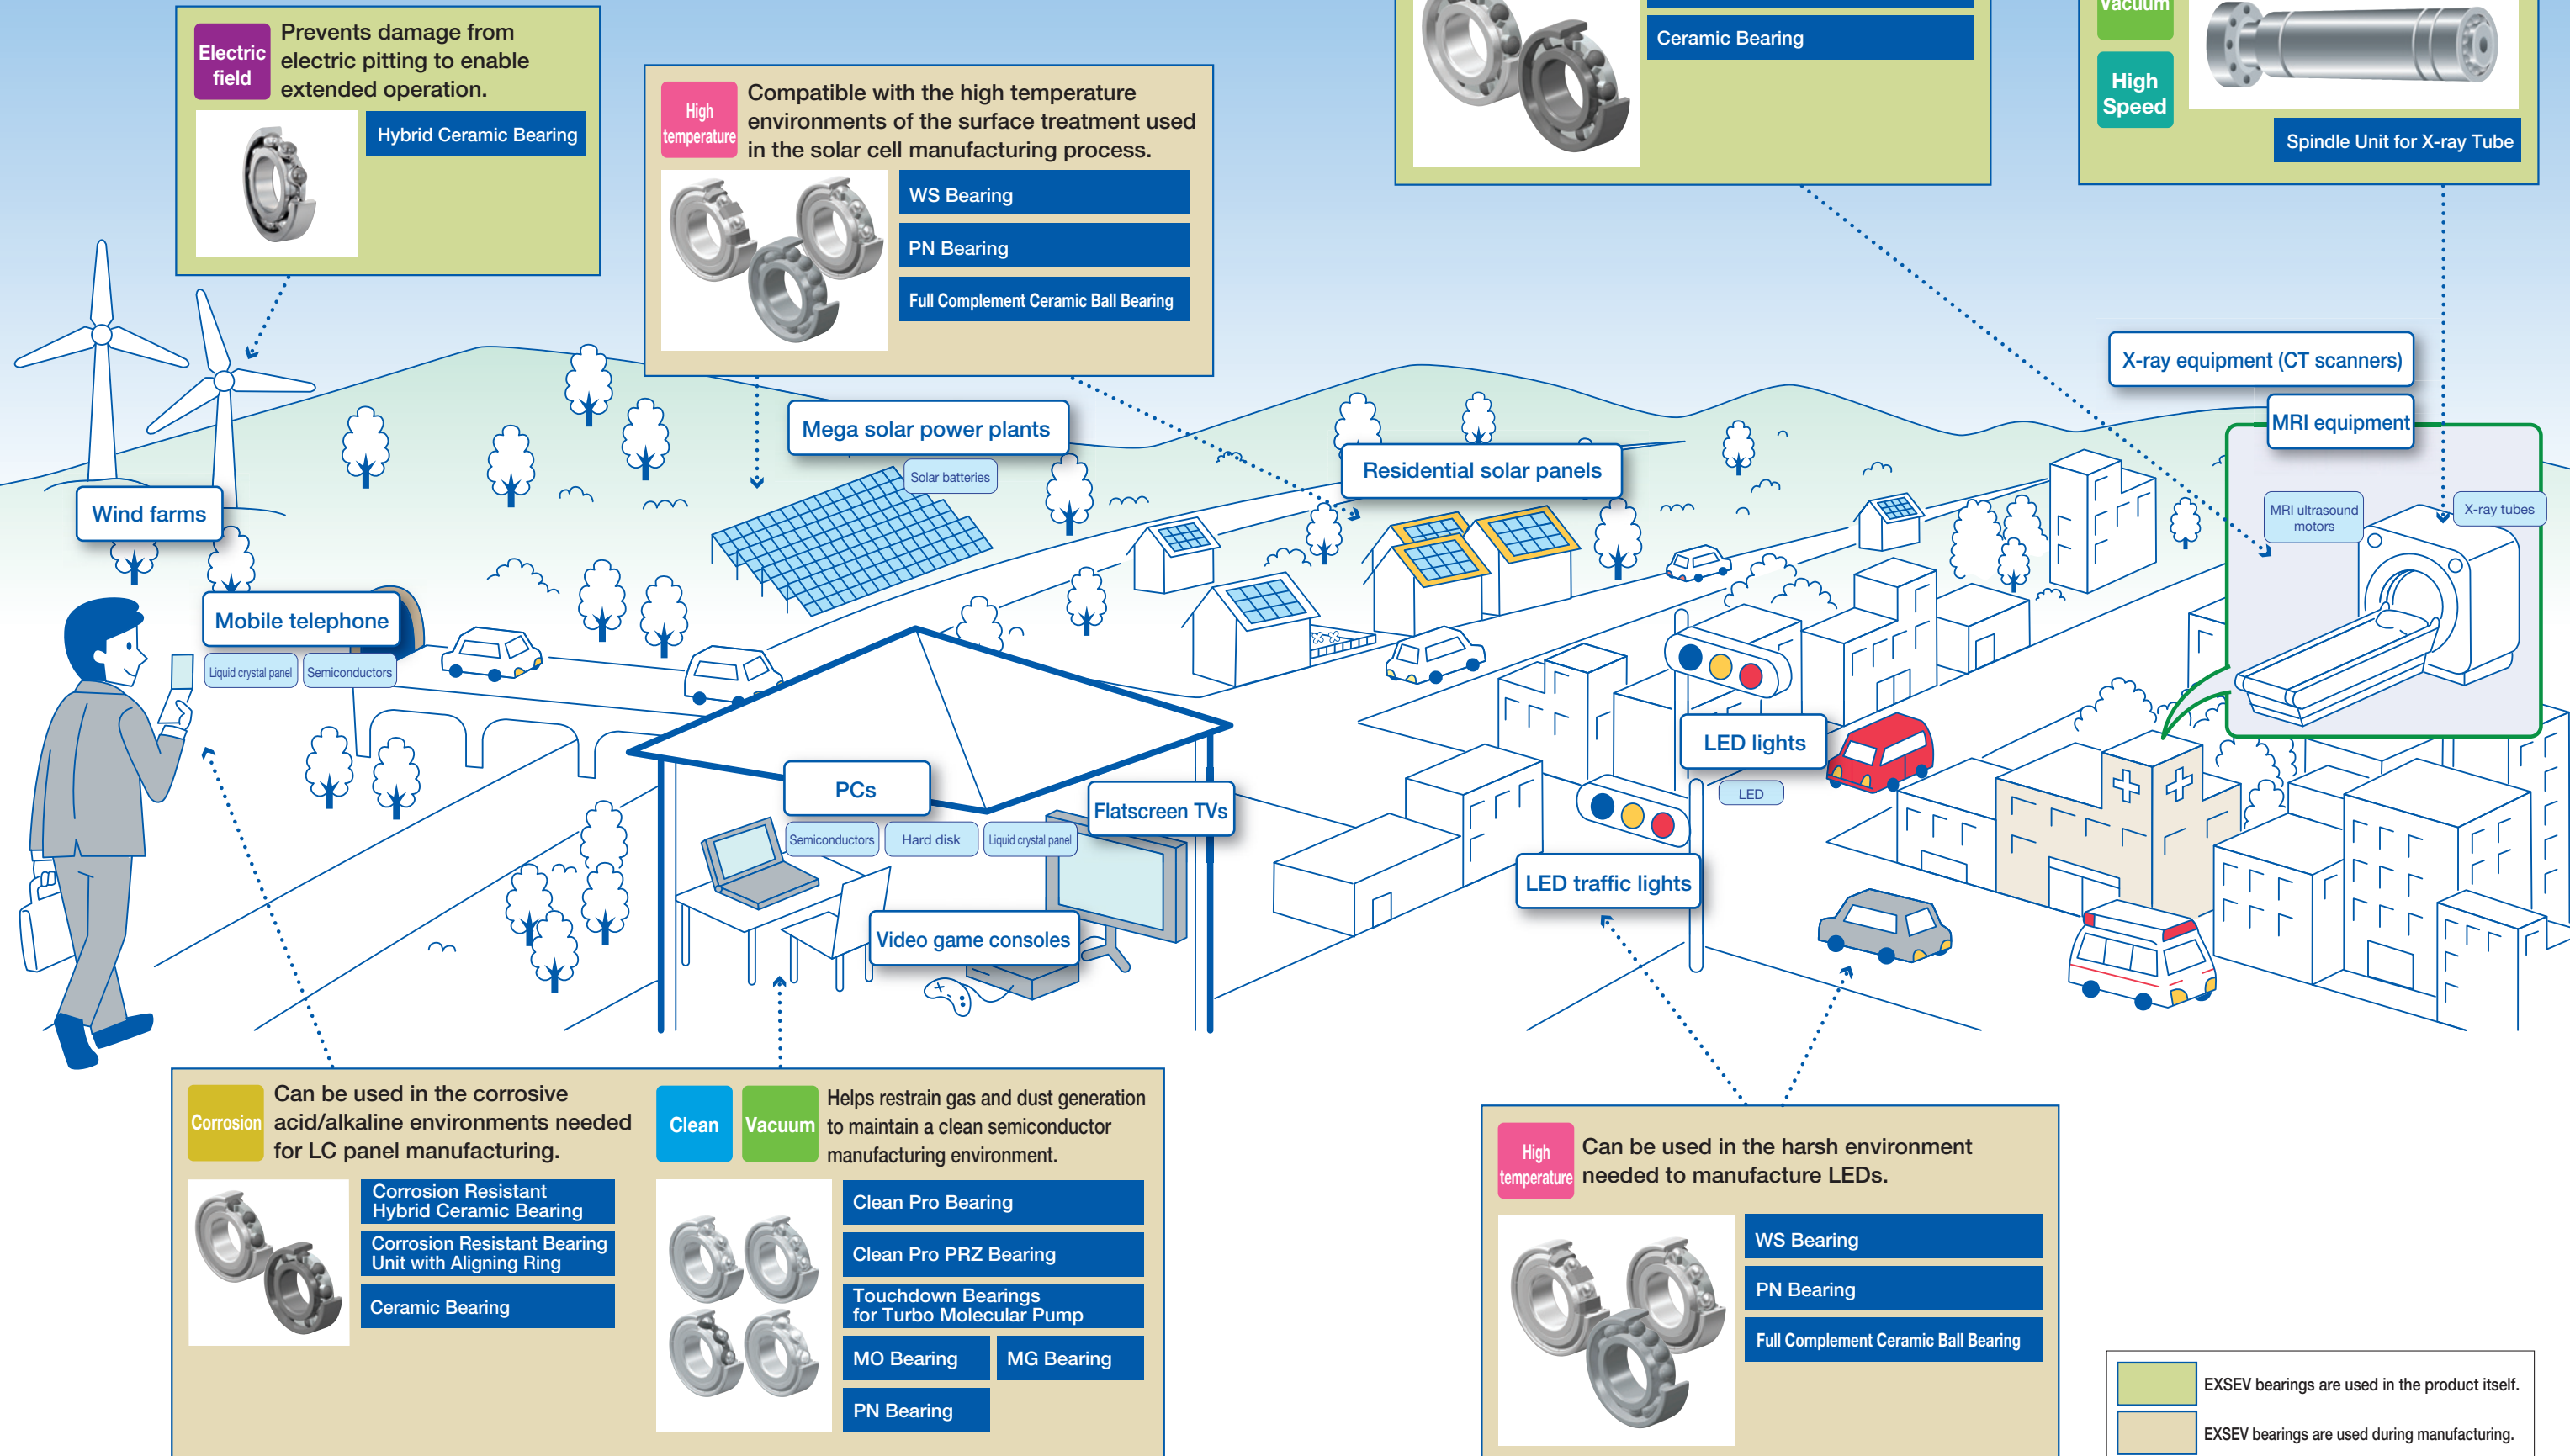 Electric
field
Prevents damage from
electric pitting to enable
extended operation.
Hybrid Ceramic Bearing
High
temperature
Compatible with the high temperature
environments of the surface treatment used
in the solar cell manufacturing process.
WS Bearing
PN Bearing
Full Complement Ceramic Ball Bearing
Ceramic Bearing
Vacuum
High
Speed
Spindle Unit for X-ray Tube
X-ray equipment (CT scanners)
MRI equipment
MRI ultrasound
motors
X-ray tubes
Mega solar power plants
Solar batteries
Residential solar panels
Wind farms
Mobile telephone
Liquid crystal panel
Semiconductors
PCs
Semiconductors
Hard disk
Liquid crystal panel
Flatscreen TVs
Video game consoles
LED lights
LED
LED traffic lights
Corrosion
Can be used in the corrosive
acid/alkaline environments needed
for LC panel manufacturing.
Corrosion Resistant
Hybrid Ceramic Bearing
Corrosion Resistant Bearing
Unit with Aligning Ring
Ceramic Bearing
Clean
Vacuum
Helps restrain gas and dust generation
to maintain a clean semiconductor
manufacturing environment.
Clean Pro Bearing
Clean Pro PRZ Bearing
Touchdown Bearings
for Turbo Molecular Pump
MO Bearing
MG Bearing
PN Bearing
High
temperature
Can be used in the harsh environment
needed to manufacture LEDs.
WS Bearing
PN Bearing
Full Complement Ceramic Ball Bearing
EXSEV bearings are used in the product itself.
EXSEV bearings are used during manufacturing.